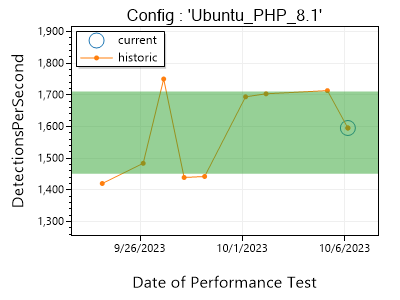 Config : 'Ubuntu_PHP_8.1'
current
historic
DetectionsPerSecond
1,900
1,800
1,700
1,600
1,500
1,400
1,300
9/26/2023
10/1/2023
10/6/2023
Date of Performance Test